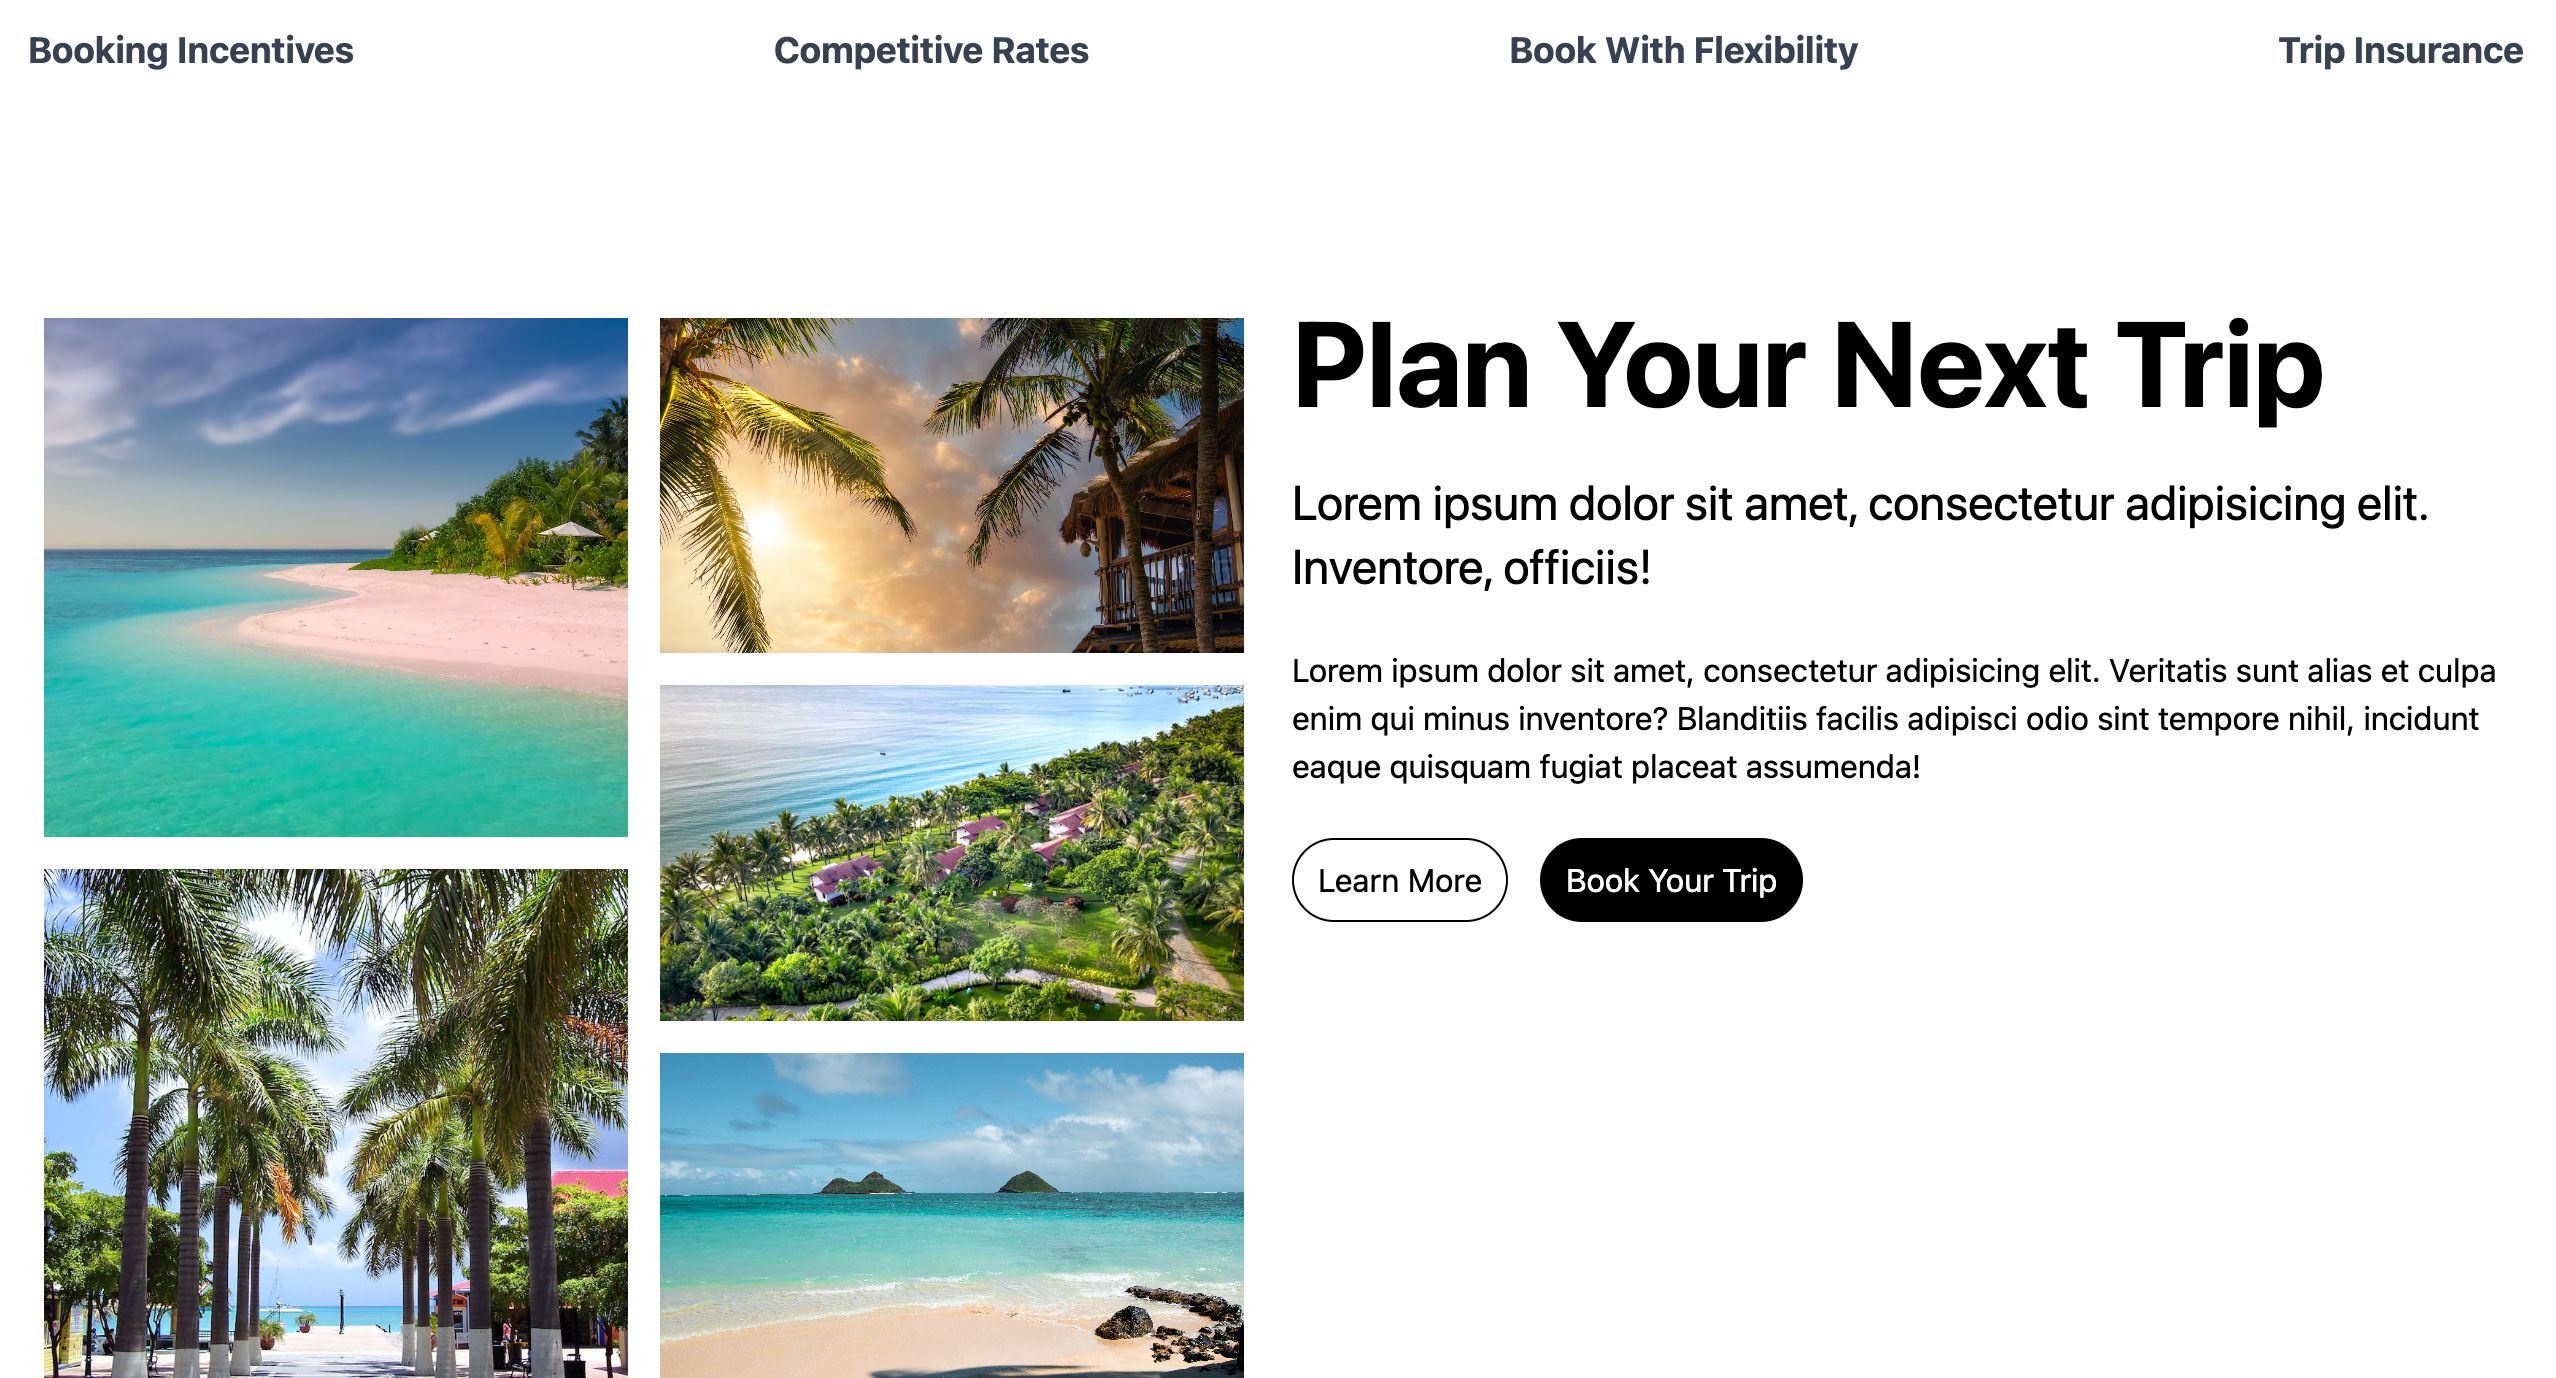 Booking Incentives
Competitive Rates
Book With Flexibility
Trip Insurance
Plan Your Next Trip
Lorem ipsum dolor sit amet, consectetur adipisicing elit.
Inventore, officiis!
Lorem ipsum dolor sit amet, consectetur adipisicing elit. Veritatis sunt alias et culpa
enim qui minus inventore? Blanditiis facilis adipisci odio sint tempore nihil, incidunt
eaque quisquam fugiat placeat assumenda!
Learn More
Book Your Trip